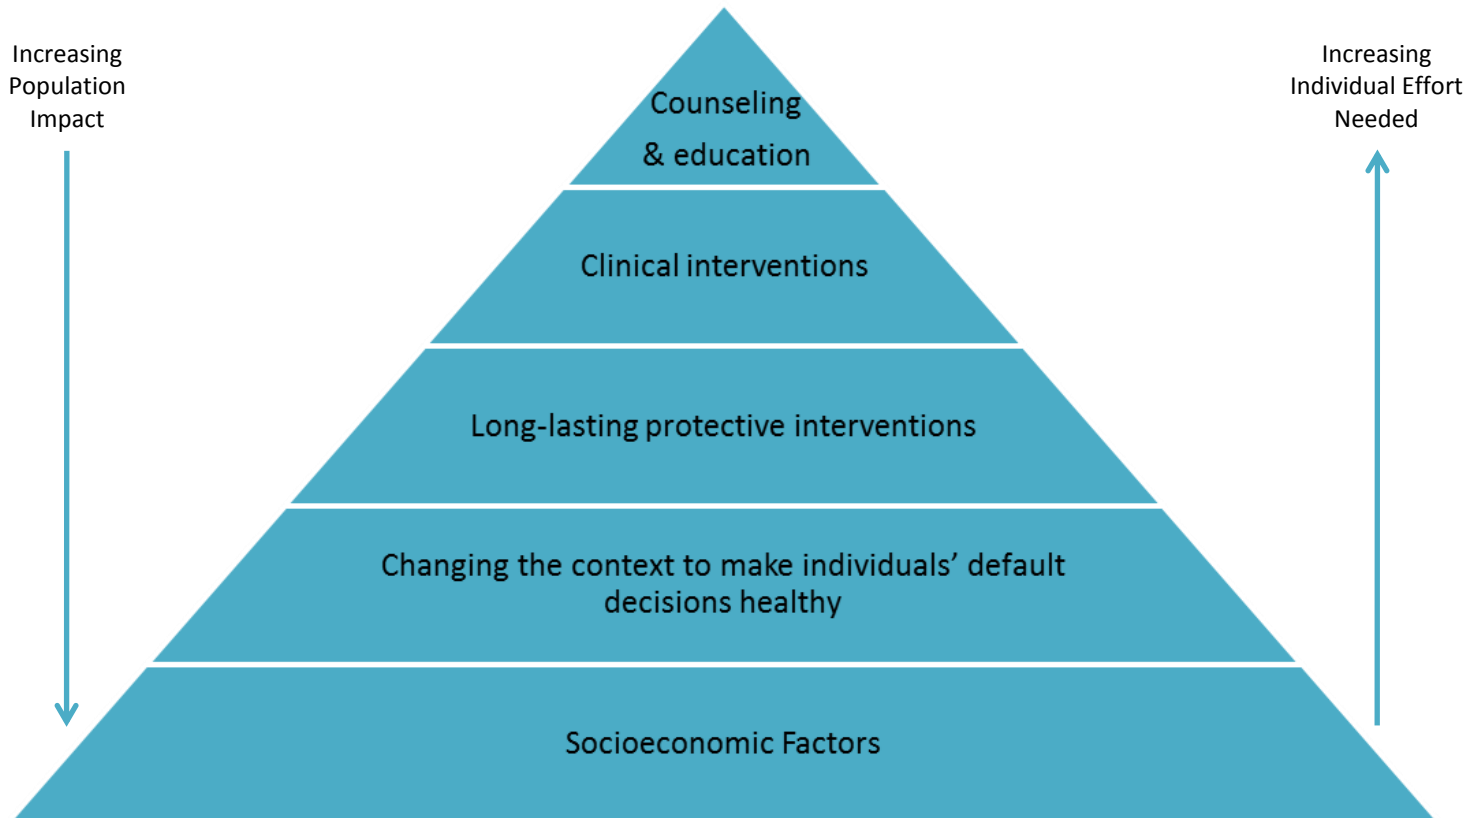 Increasing
Population
Impact
Increasing
Individual Effort
Needed
Counseling
& education
Clinical interventions
Long-lasting protective interventions
Changing the context to make individuals’ default
decisions healthy
Socioeconomic Factors